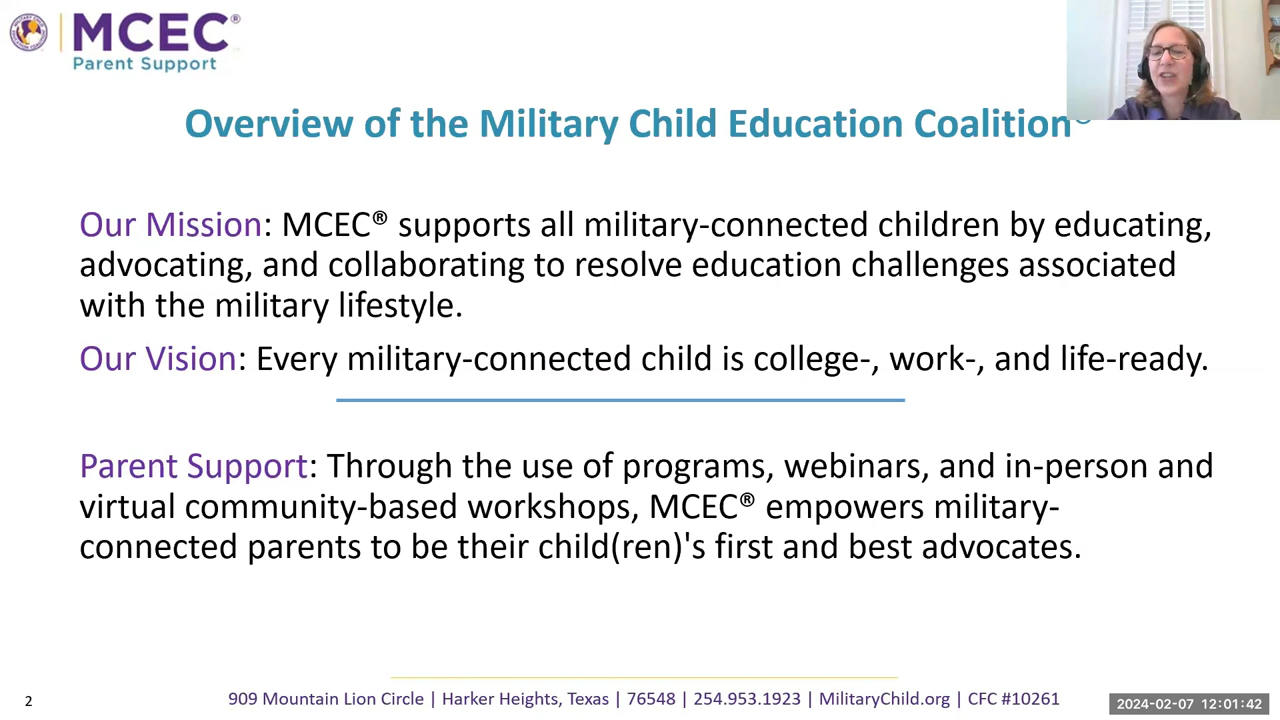 MCEC®
Parent Support
Overview of the Military Child Education Coalition®
Our Mission: MCEC® supports all military-connected children by educating,
advocating, and collaborating to resolve education challenges associated
with the military lifestyle.
Our Vision: Every military-connected child is college-, work-, and life-ready.
Parent Support: Through the use of programs, webinars, and in-person and
virtual community-based workshops, MCEC® empowers military-
connected parents to be their child(ren)'s first and best advocates.
2
909 Mountain Lion Circle | Harker Heights, Texas | 76548 | 254.953.1923 | MilitaryChild.org | CFC #10261
2024-02-07 12:01:42